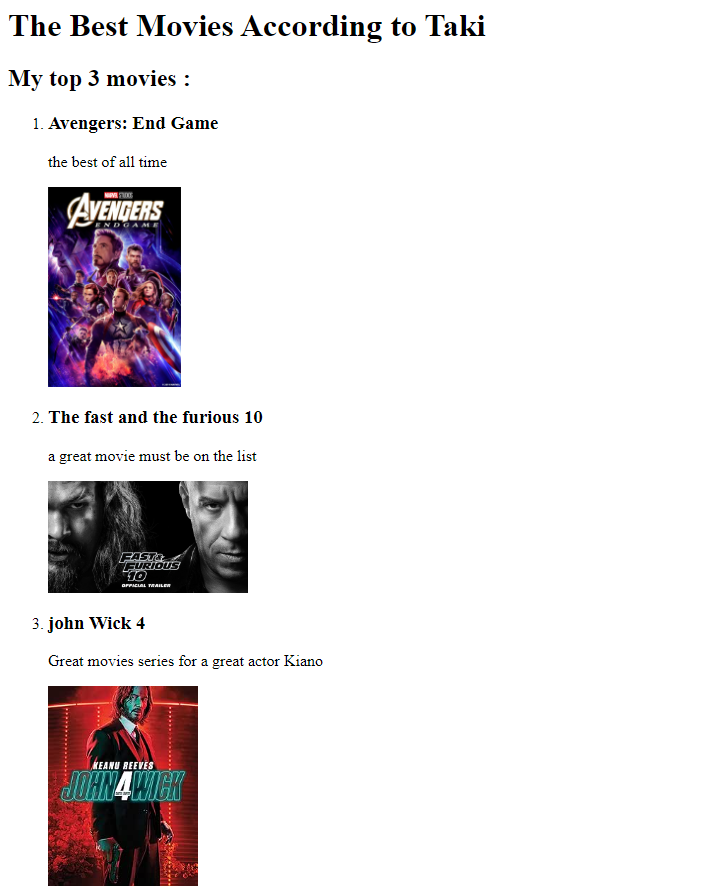 The Best Movies According to Taki
My top 3 movies :
1. Avengers: End Game
the best of all time
MARVEL STUDIOS
AVENGERS
ENDGAME
2. The fast and the furious 10
a great movie must be on the list
FAST &
FURIOUS
10
OFFICIAL TRAILER
3. john Wick 4
Great movies series for a great actor Kiano
KEANU REEVES
JOHN 4 WICK